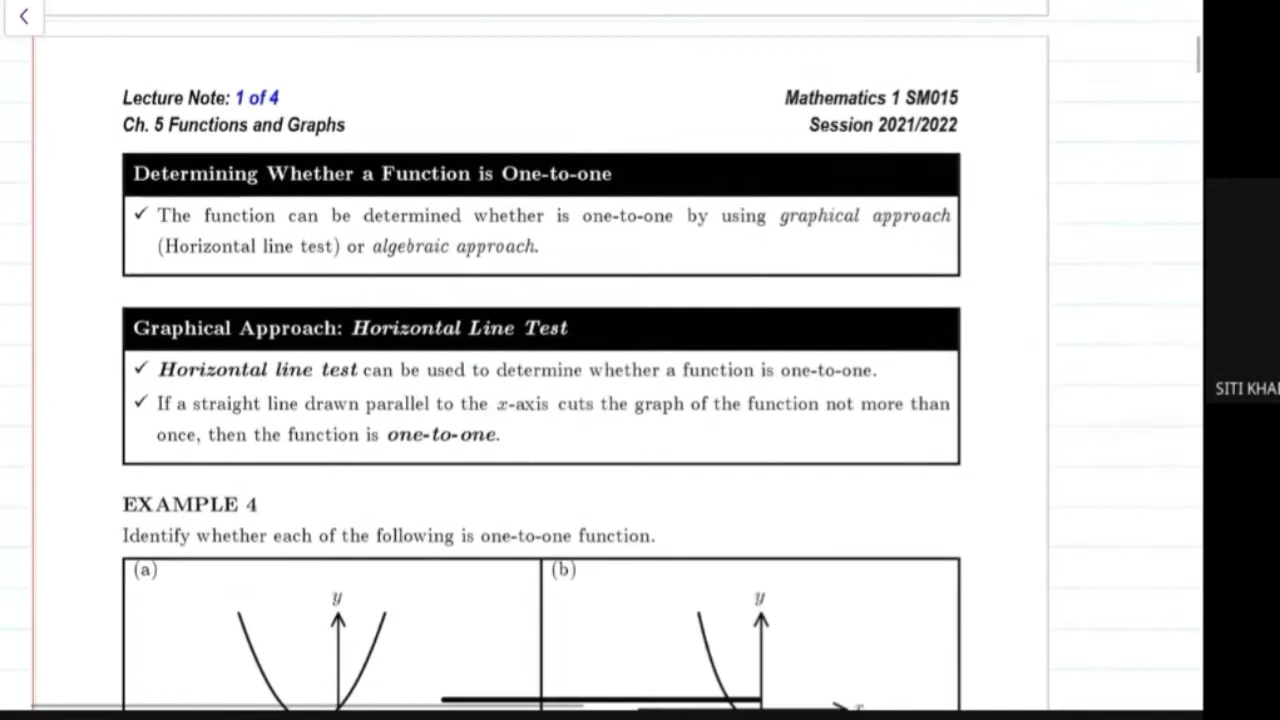 Lecture Note: 1 of 4
Mathematics 1 SM015
Ch. 5 Functions and Graphs
Session 2021/2022
Determining Whether a Function is One-to-one
✓ The function can be determined whether is one-to-one by using graphical approach
(Horizontal line test) or algebraic approach.
Graphical Approach: Horizontal Line Test
✓ Horizontal line test can be used to determine whether a function is one-to-one.
✓ If a straight line drawn parallel to the x-axis cuts the graph of the function not more than
once, then the function is one-to-one.
EXAMPLE 4
Identify whether each of the following is one-to-one function.
(a)
(b)
y
y
x
SITI